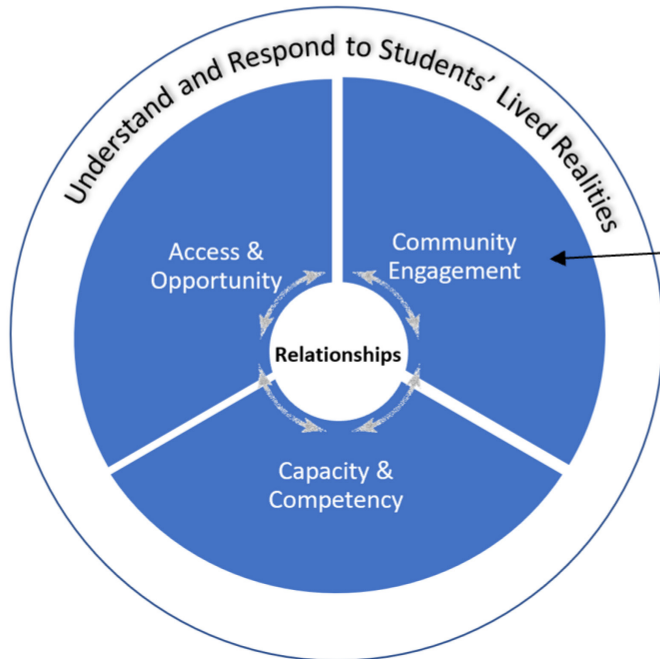 Understand and Respond to Students’ Lived Realities
Access &
Opportunity
Community
Engagement
Relationships
Capacity &
Competency